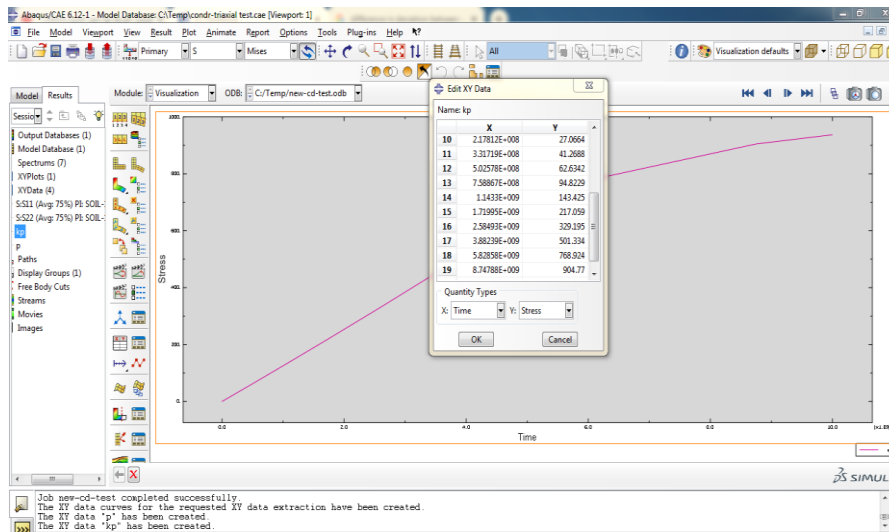 Abaqus/CAE 6.12-1 - Model Database: C:\Temp\condr-triaxial test.cae [Viewport: 1]
File Model Viewport View Result Plot Animate Report Options Tools Plug-ins Help
Primary S Mises All Visualization defaults
Model Results Module: Visualization ODB: C:/Temp/new-cd-test.odb
Output Databases (1)
Model Database (1)
Spectrums (7)
XYPlots (1)
XYData (4)
S:S11 (Avg: 75%) PI: SOIL-
S:S22 (Avg: 75%) PI: SOIL-
kp
p
Paths
Display Groups (1)
Free Body Cuts
Streams
Movies
Images
Edit XY Data
Name: kp
X Y
10 2.17812E+008 27.0664
11 3.31719E+008 41.2688
12 5.02578E+008 62.6342
13 7.58867E+008 94.8229
14 1.1433E+009 143.425
15 1.71995E+009 217.059
16 2.58493E+009 329.195
17 3.88239E+009 501.334
18 5.82858E+009 768.924
19 8.74788E+009 904.77
Quantity Types
X: Time Y: Stress
OK Cancel
1000.
800.
600.
400.
200.
0.
Stress
0.0 2.0 4.0 6.0 8.0 10.0
Time
SIMUL
Job new-cd-test completed successfully.
The XY data curves for the requested XY data extraction have been created.
The XY data "p" has been created.
The XY data "kp" has been created.